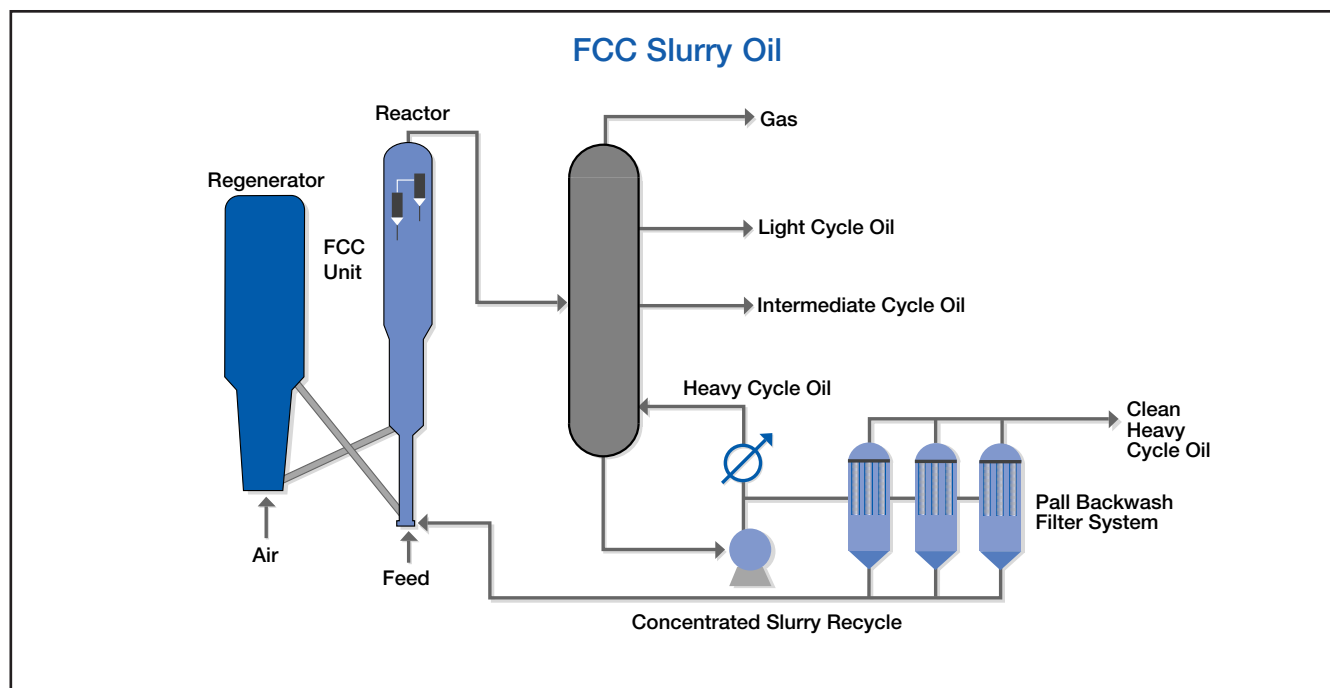 FCC Slurry Oil
Reactor
Gas
Regenerator
Light Cycle Oil
FCC
Unit
Intermediate Cycle Oil
Heavy Cycle Oil
Clean
Heavy
Cycle Oil
Pall Backwash
Filter System
Air
Feed
Concentrated Slurry Recycle